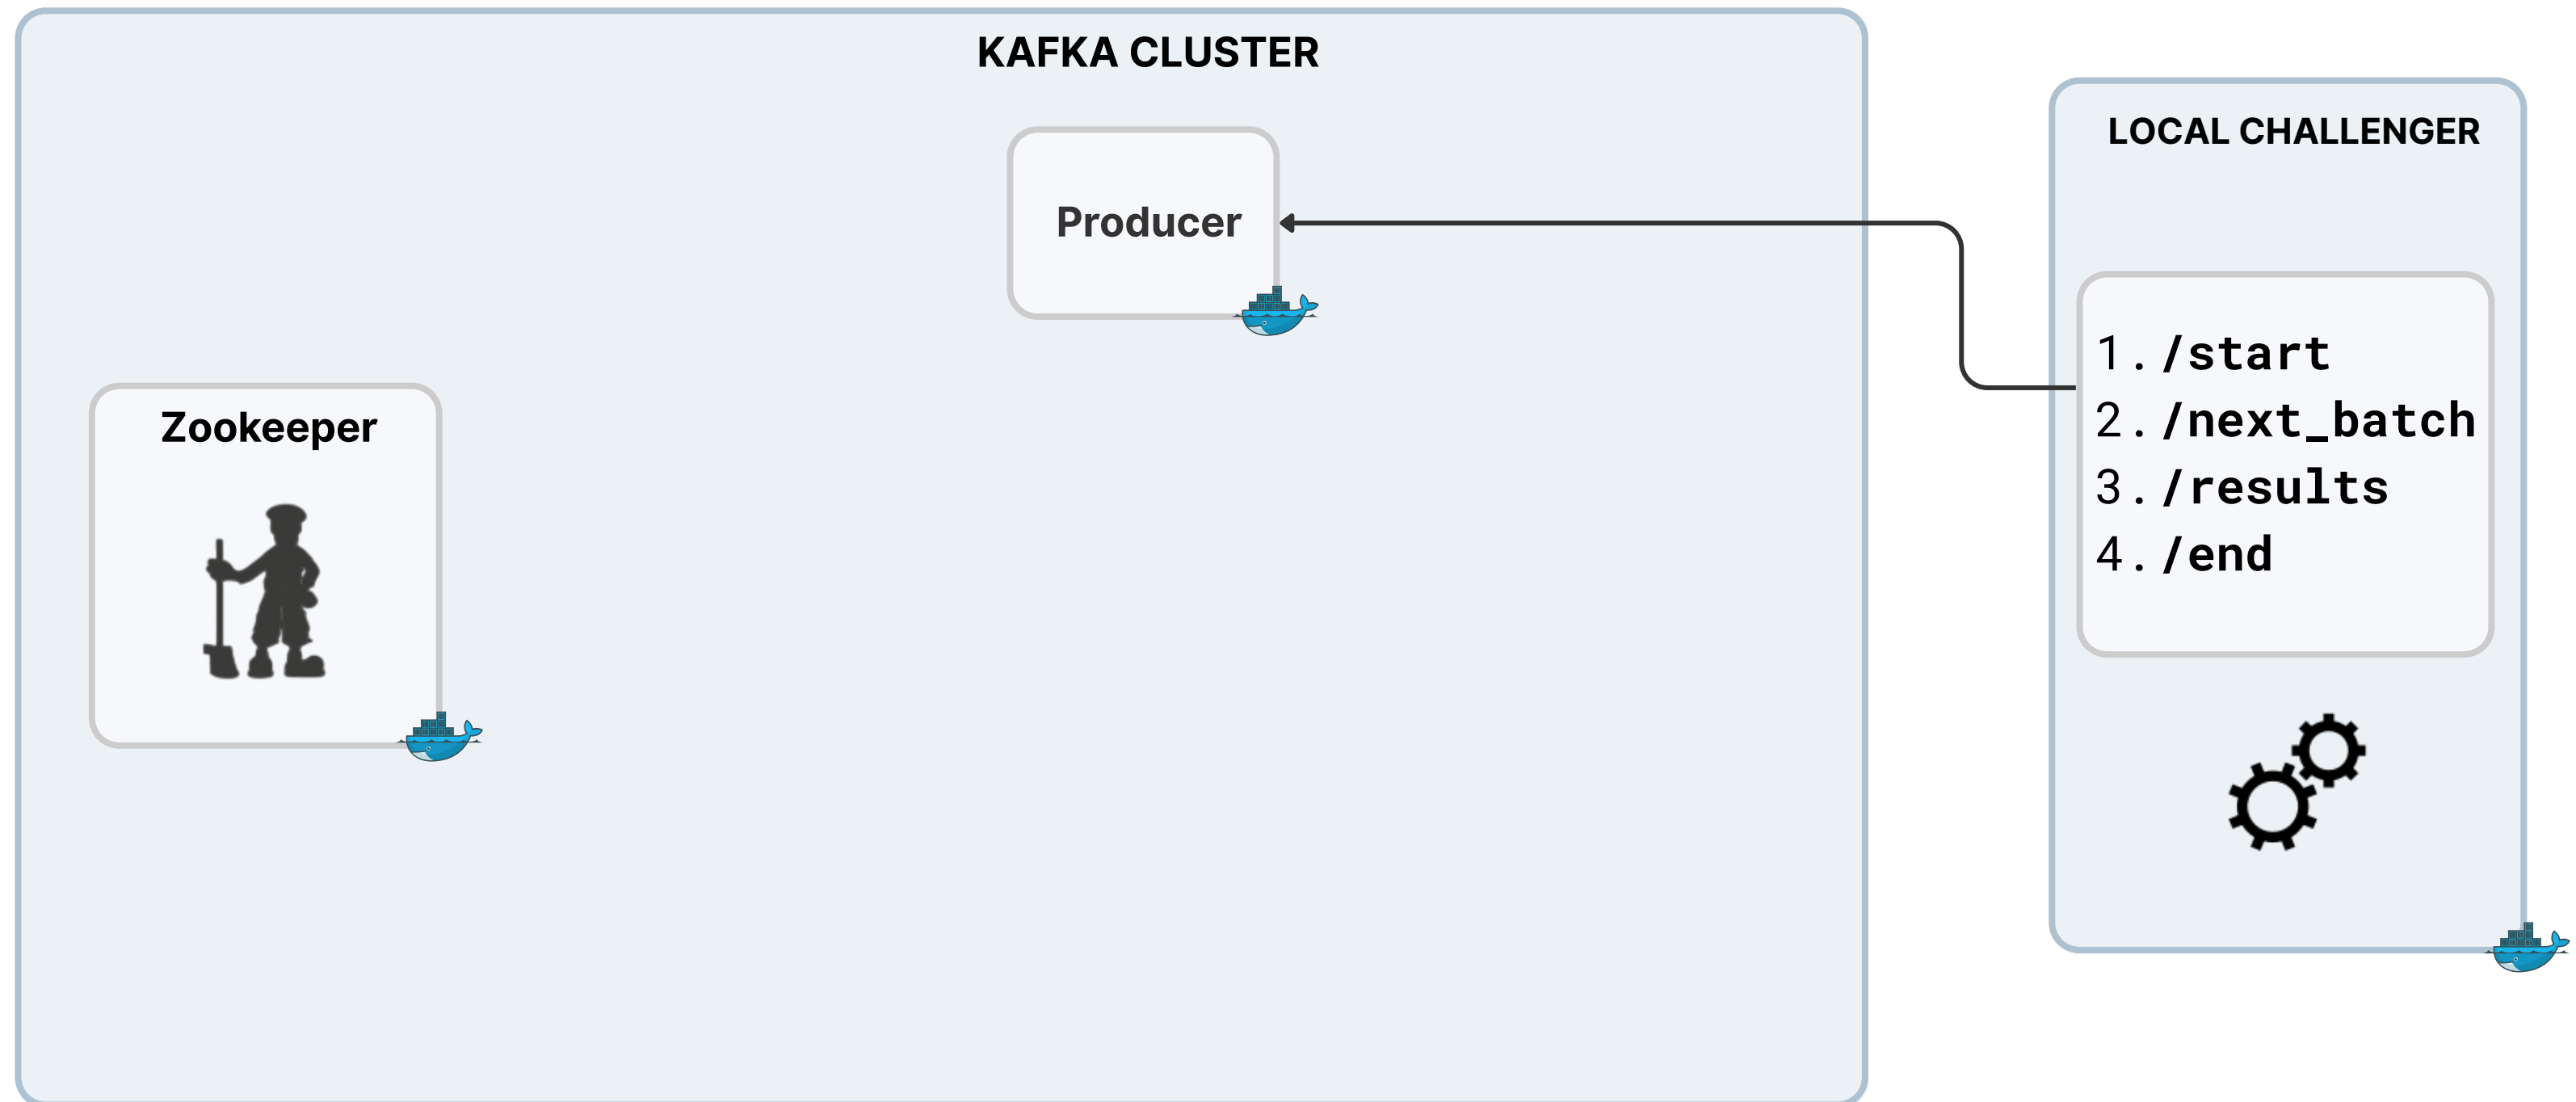 KAFKA CLUSTER
LOCAL CHALLENGER
Producer
1. /start
2. /next_batch
3. /results
4. /end
Zookeeper